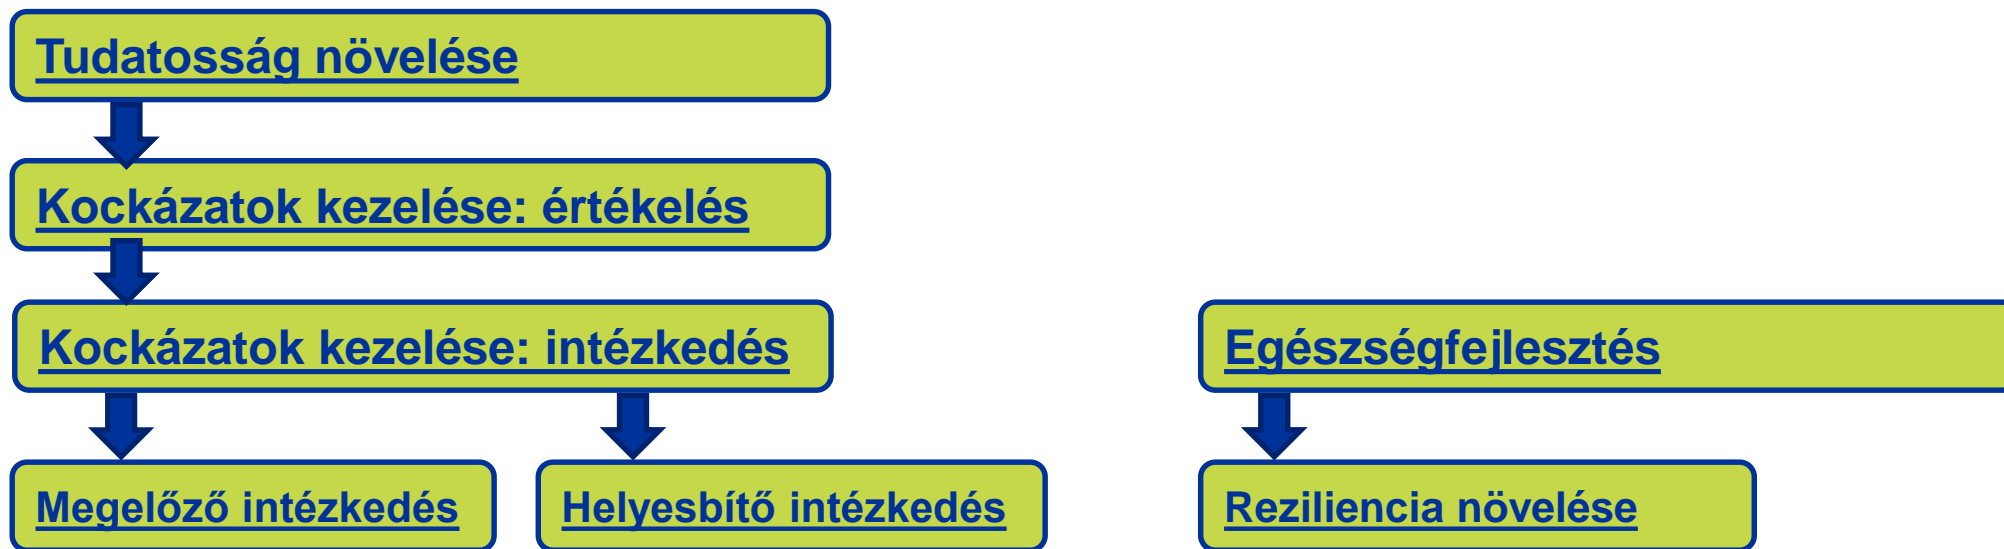 Tudatosság növelése
Kockázatok kezelése: értékelés
Kockázatok kezelése: intézkedés
Egészségfejlesztés
Megelőző intézkedés
Helyesbítő intézkedés
Reziliencia növelése